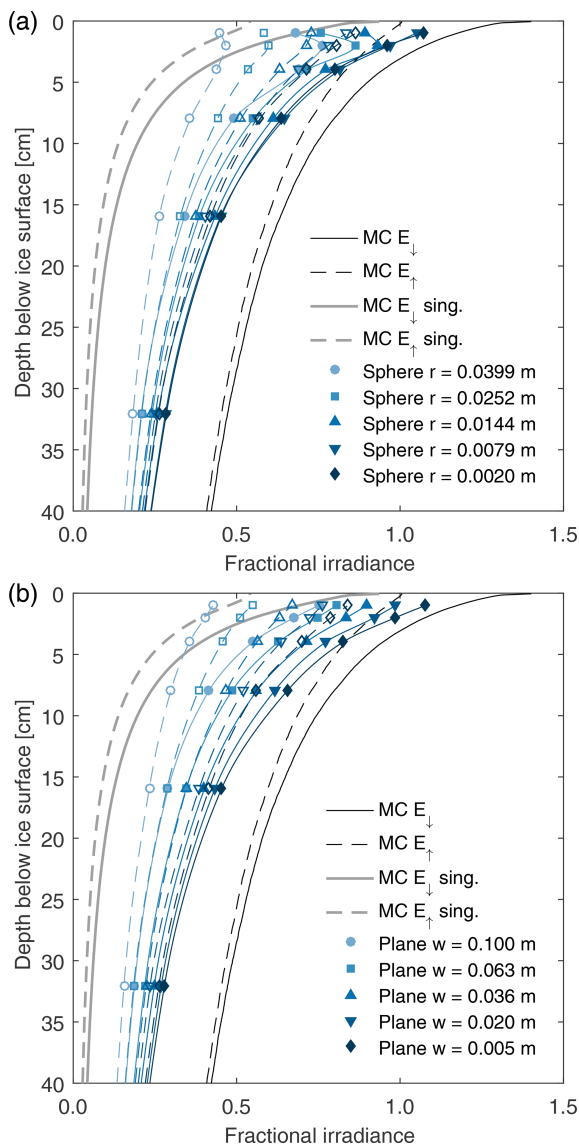 (a)
0
5
10
15
20
25
30
35
40
Depth below ice surface [cm]
MC E↓
MC E↑
MC E↓ sing.
MC E↑ sing.
Sphere r = 0.0399 m
Sphere r = 0.0252 m
Sphere r = 0.0144 m
Sphere r = 0.0079 m
Sphere r = 0.0020 m
0.0 0.5 1.0 1.5
Fractional irradiance
(b)
0
5
10
15
20
25
30
35
40
Depth below ice surface [cm]
MC E↓
MC E↑
MC E↓ sing.
MC E↑ sing.
Plane w = 0.100 m
Plane w = 0.063 m
Plane w = 0.036 m
Plane w = 0.020 m
Plane w = 0.005 m
0.0 0.5 1.0 1.5
Fractional irradiance